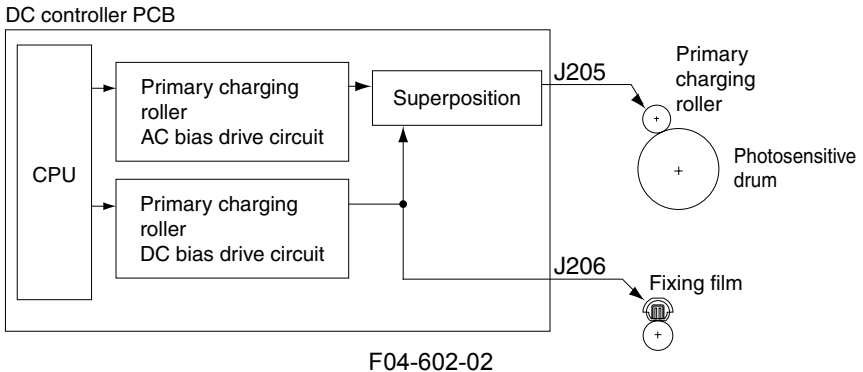 DC controller PCB
CPU
Primary charging
roller
AC bias drive circuit
Superposition
J205
Primary
charging
roller
Photosensitive
drum
Primary charging
roller
DC bias drive circuit
J206
Fixing film
F04-602-02